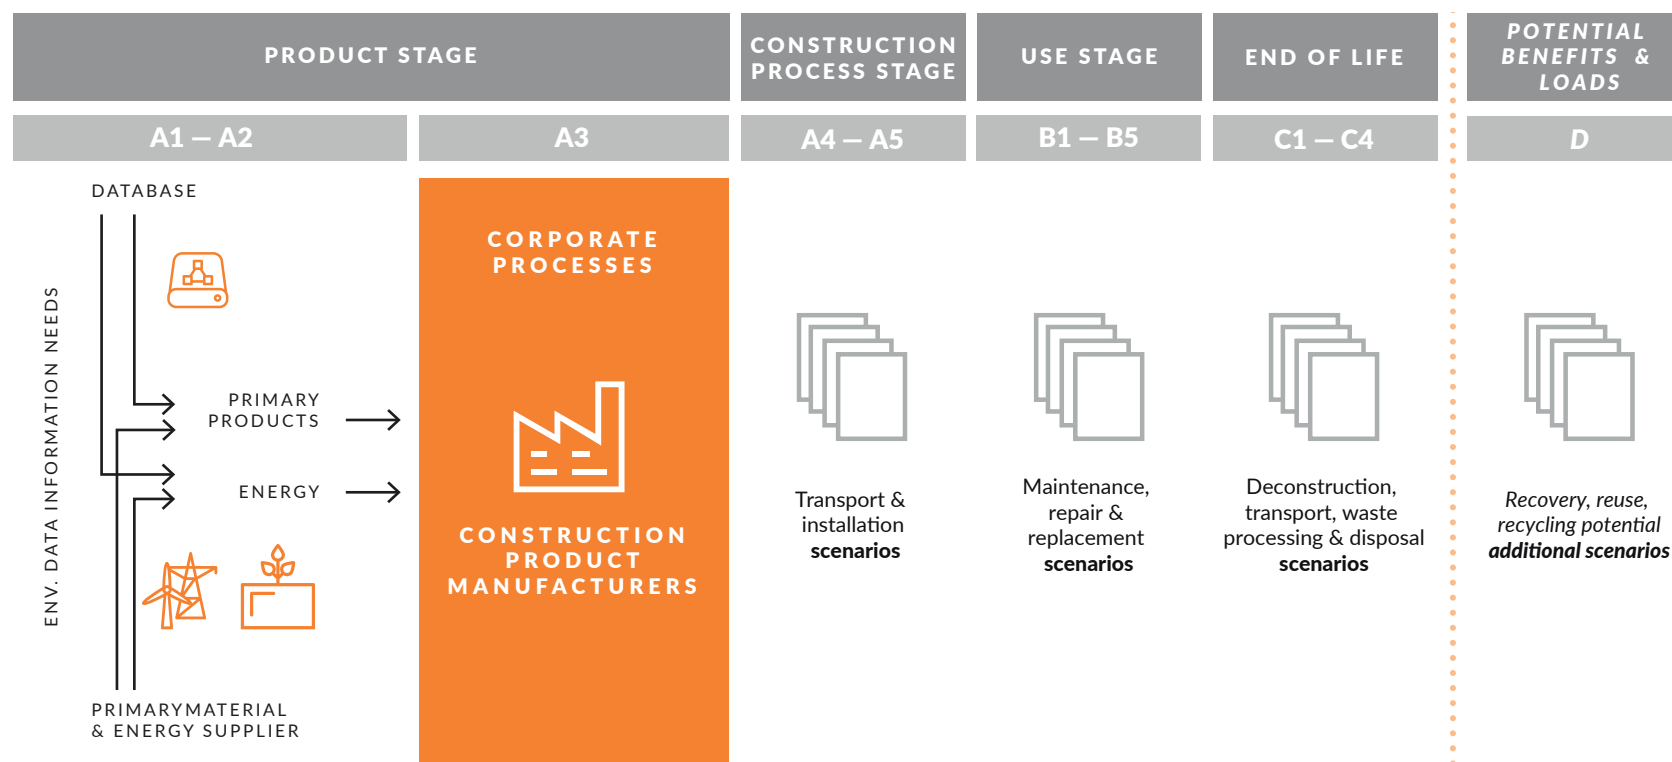 PRODUCT STAGE
CONSTRUCTION
PROCESS STAGE
USE STAGE
END OF LIFE
POTENTIAL
BENEFITS &
LOADS
A1 — A2
A3
A4 — A5
B1 — B5
C1 — C4
D
DATABASE
ENV. DATA INFORMATION NEEDS
PRIMARY
PRODUCTS
ENERGY
PRIMARYMATERIAL
& ENERGY SUPPLIER
CORPORATE
PROCESSES
CONSTRUCTION
PRODUCT
MANUFACTURERS
Transport &
installation
scenarios
Maintenance,
repair &
replacement
scenarios
Deconstruction,
transport, waste
processing & disposal
scenarios
Recovery, reuse,
recycling potential
additional scenarios